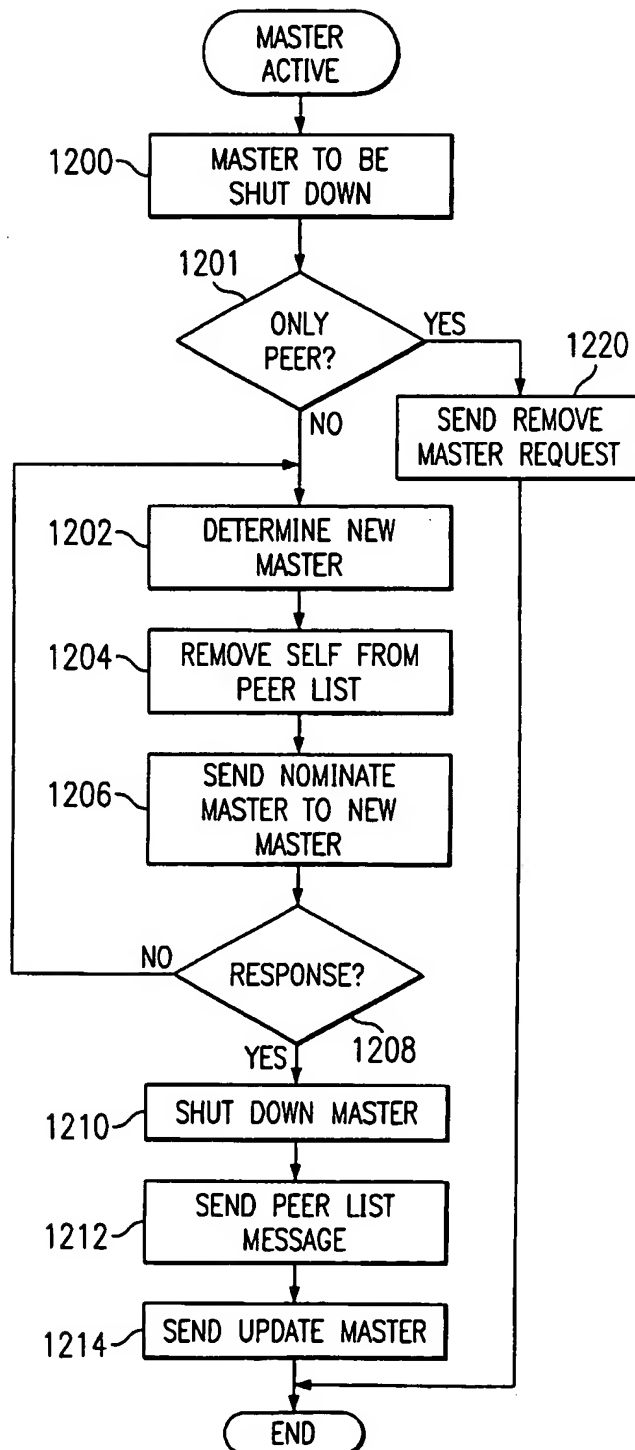 MASTER
ACTIVE
1200
MASTER TO BE
SHUT DOWN
1201
ONLY
PEER?
YES
NO
1220
SEND REMOVE
MASTER REQUEST
1202
DETERMINE NEW
MASTER
1204
REMOVE SELF FROM
PEER LIST
1206
SEND NOMINATE
MASTER TO NEW
MASTER
NO
RESPONSE?
1208
YES
1210
SHUT DOWN MASTER
1212
SEND PEER LIST
MESSAGE
1214
SEND UPDATE MASTER
END